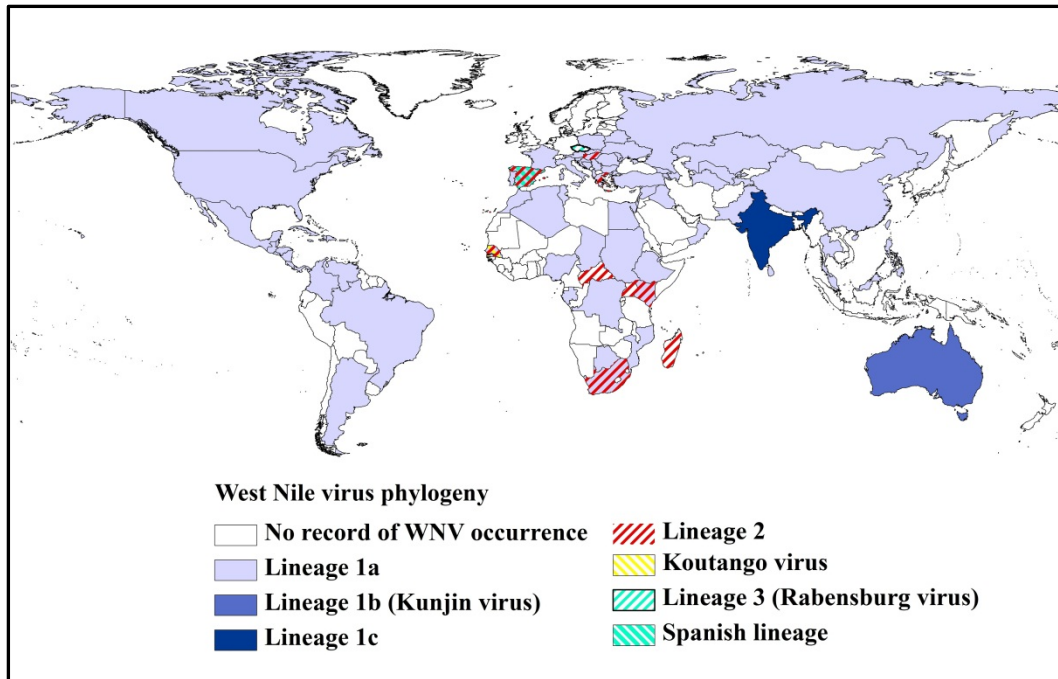 West Nile virus phylogeny
No record of WNV occurrence
Lineage 1a
Lineage 1b (Kunjin virus)
Lineage 1c
Lineage 2
Koutango virus
Lineage 3 (Rabensburg virus)
Spanish lineage